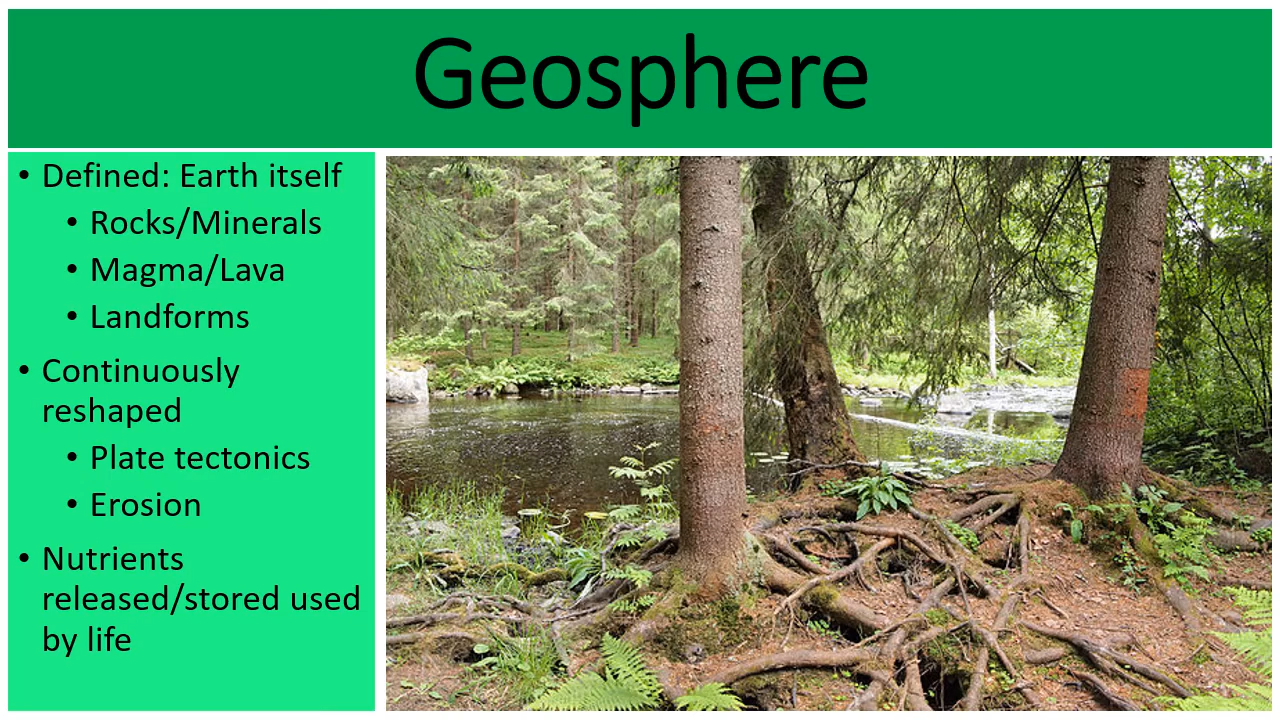 Geosphere
• Defined: Earth itself
• Rocks/Minerals
• Magma/Lava
• Landforms
• Continuously
reshaped
• Plate tectonics
• Erosion
• Nutrients
released/stored used
by life